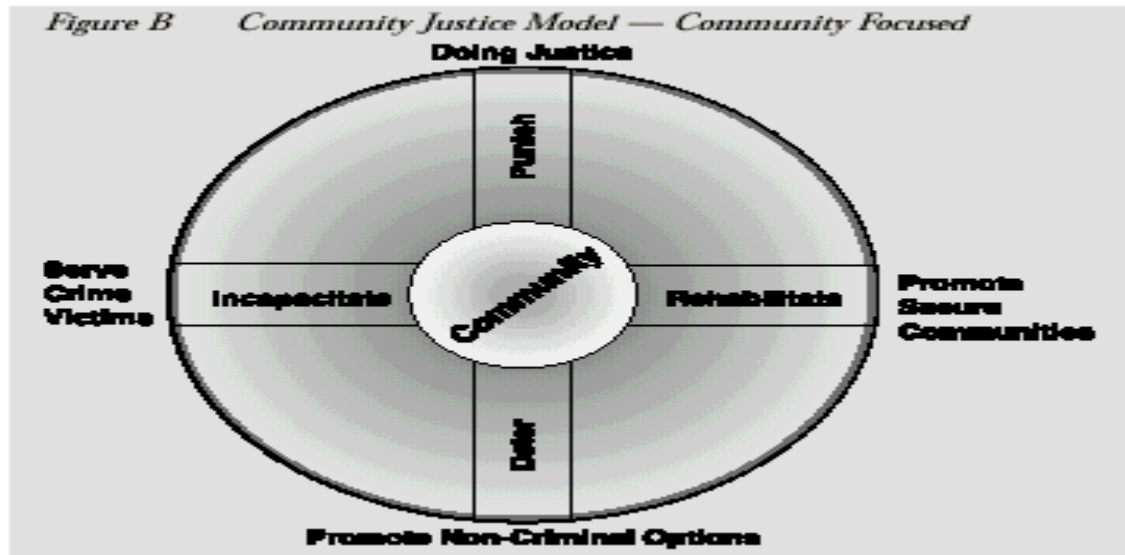 Figure B Community Justice Model — Community Focused
Doing Justice
Punish
Serve
Crime
Victims
Incapacitate
Community
Rehabilitate
Promote
Secure
Communities
Deter
Promote Non-Criminal Options